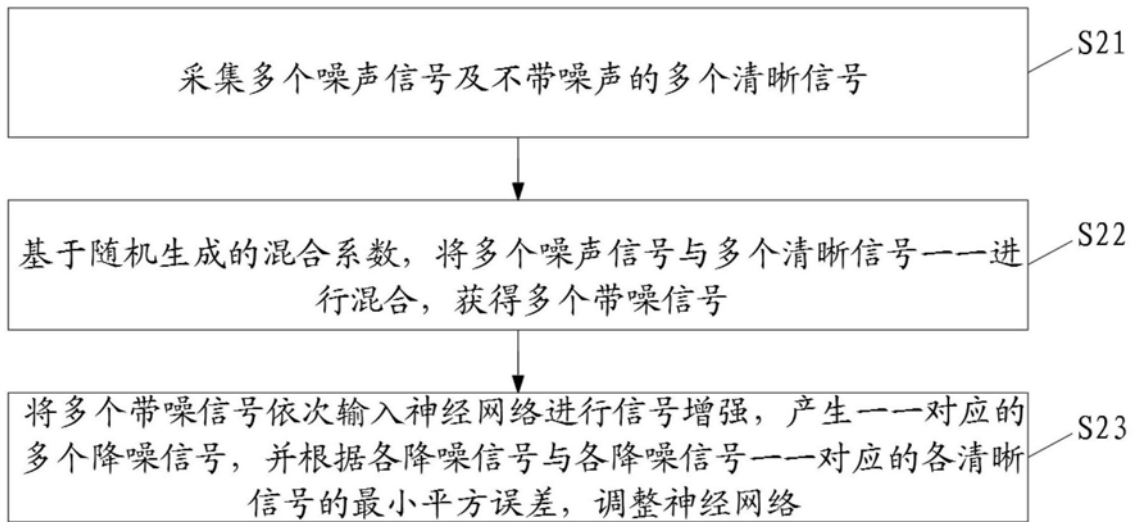 采集多个噪声信号及不带噪声的多个清晰信号
S21
基于随机生成的混合系数，将多个噪声信号与多个清晰信号一一进
行混合，获得多个带噪信号
S22
将多个带噪信号依次输入神经网络进行信号增强，产生一一对应的
多个降噪信号，并根据各降噪信号与各降噪信号一一对应的各清晰
信号的最小平方误差，调整神经网络
S23